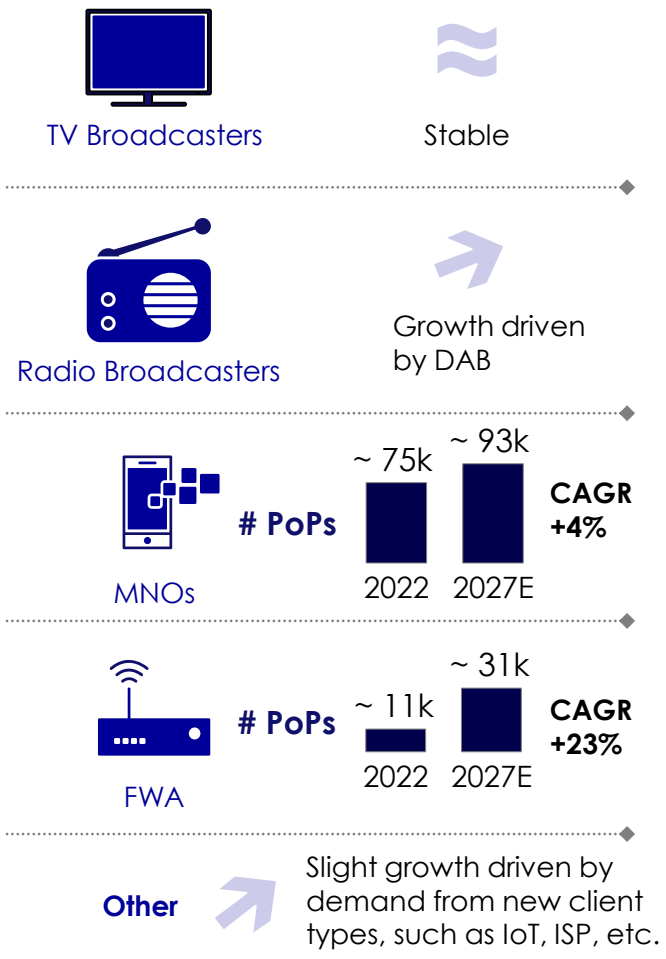 TV Broadcasters
Stable
Radio Broadcasters
Growth driven
by DAB
MNOs
# PoPs
~ 75k
~ 93k
2022
2027E
CAGR
+4%
FWA
# PoPs
~ 11k
~ 31k
2022
2027E
CAGR
+23%
Other
Slight growth driven by
demand from new client
types, such as IoT, ISP, etc.